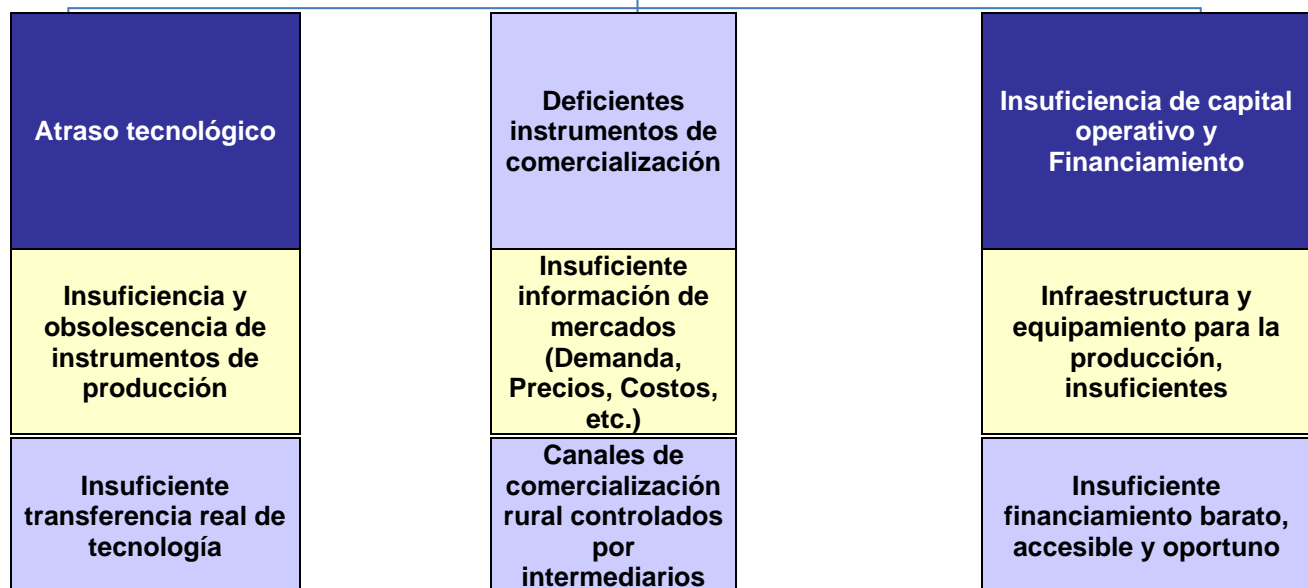 Atraso tecnológico
Deficientes
instrumentos de
comercialización
Insuficiencia de capital
operativo y
Financiamiento
Insuficiencia y
obsolescencia de
instrumentos de
producción
Insuficiente
información de
mercados
(Demanda,
Precios, Costos,
etc.)
Infraestructura y
equipamiento para la
producción,
insuficientes
Insuficiente
transferencia real de
tecnología
Canales de
comercialización
rural controlados
por
intermediarios
Insuficiente
financiamiento barato,
accesible y oportuno